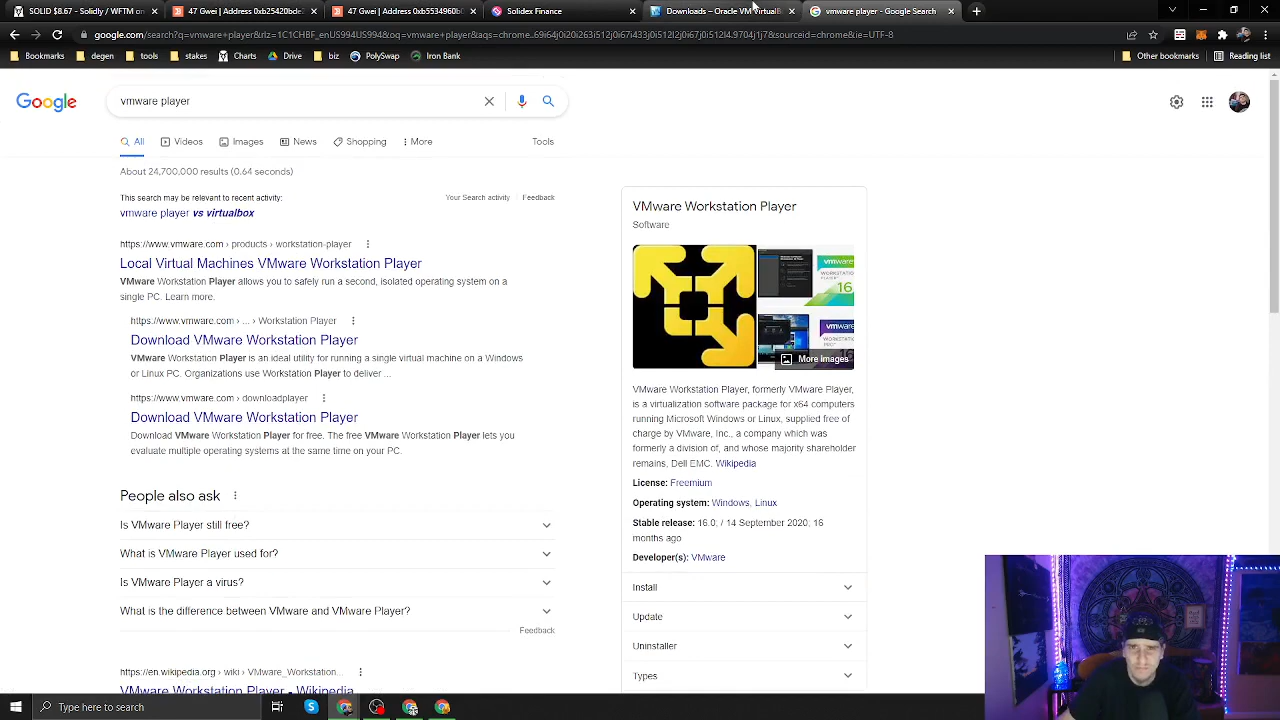 SOLID $8.67 - Solidly / WFTM on
47 Gwei | Address 0xb25420bd
47 Gwei | Address 0xb5534960b
Solidex Finance
Downloads – Oracle VM Virtual
vmware player - Google Search
google.com/search?q=vmware+player&rlz=1C1CHBF_enUS994US994&oq=vmware+player&aqs=chrome..69i64j0i20i263i512j0i67i433j0i512l2j0i67j0i512l4.9704j1j7&sourceid=chrome&ie=UTF-8
Bookmarks degen tools stakes Charts Drive biz PolySwap Iron Bank Other bookmarks Reading list
Google vmware player
All Videos Images News Shopping More Tools
About 24,700,000 results (0.64 seconds)
This search may be relevant to recent activity: Your Search activity Feedback
vmware player vs virtualbox
https://www.vmware.com › products › workstation-player
Local Virtual Machines VMware Workstation Player
VMware Workstation Player allows you to safely run a second, isolated operating system on a
single PC. Learn more.
https://www.vmware.com › ... › Workstation Player
Download VMware Workstation Player
VMware Workstation Player is an ideal utility for running a single virtual machine on a Windows
or Linux PC. Organizations use Workstation Player to deliver ...
https://www.vmware.com › downloadplayer
Download VMware Workstation Player
Download VMware Workstation Player for free. The free VMware Workstation Player lets you
evaluate multiple operating systems at the same time on your PC.
People also ask
Is VMware Player still free?
What is VMware Player used for?
Is VMware Player a virus?
What is the difference between VMware and VMware Player?
Feedback
https://en.wikipedia.org › wiki › VMware_Workstation...
VMware Workstation Player - Wikipedia
VMware Workstation Player
Software
vmware
16
More Images
VMware Workstation Player, formerly VMware Player,
is a virtualization software package for x64 computers
running Microsoft Windows or Linux, supplied free of
charge by VMware, Inc., a company which was
formerly a division of, and whose majority shareholder
remains, Dell EMC. Wikipedia
License: Freemium
Operating system: Windows, Linux
Stable release: 16.0; / 14 September 2020; 16
months ago
Developer(s): VMware
Install
Update
Uninstaller
Types
Type here to search